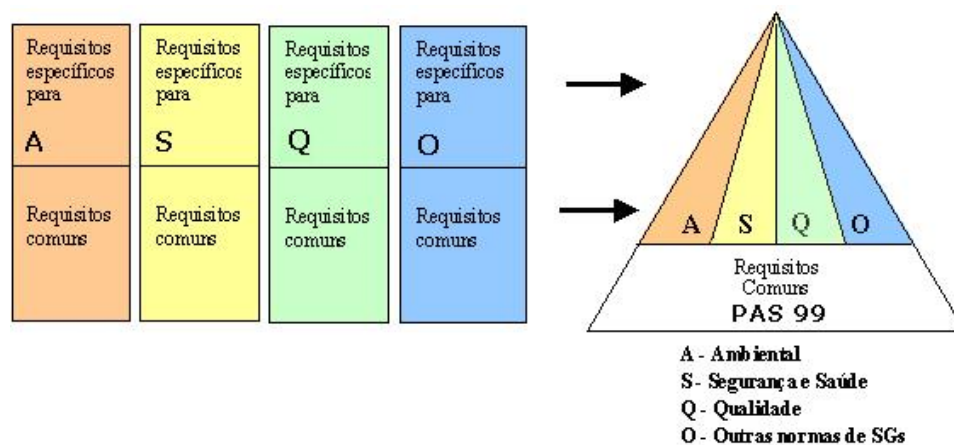 Requisitos
específicos
para
A
Requisitos
específicos
para
S
Requisitos
específicos
para
Q
Requisitos
específicos
para
O
Requisitos
comuns
Requisitos
comuns
Requisitos
comuns
Requisitos
comuns
A S Q O
Requisitos
Comuns
PAS 99
A - Ambiental
S - Segurança e Saúde
Q - Qualidade
O - Outras normas de SGs